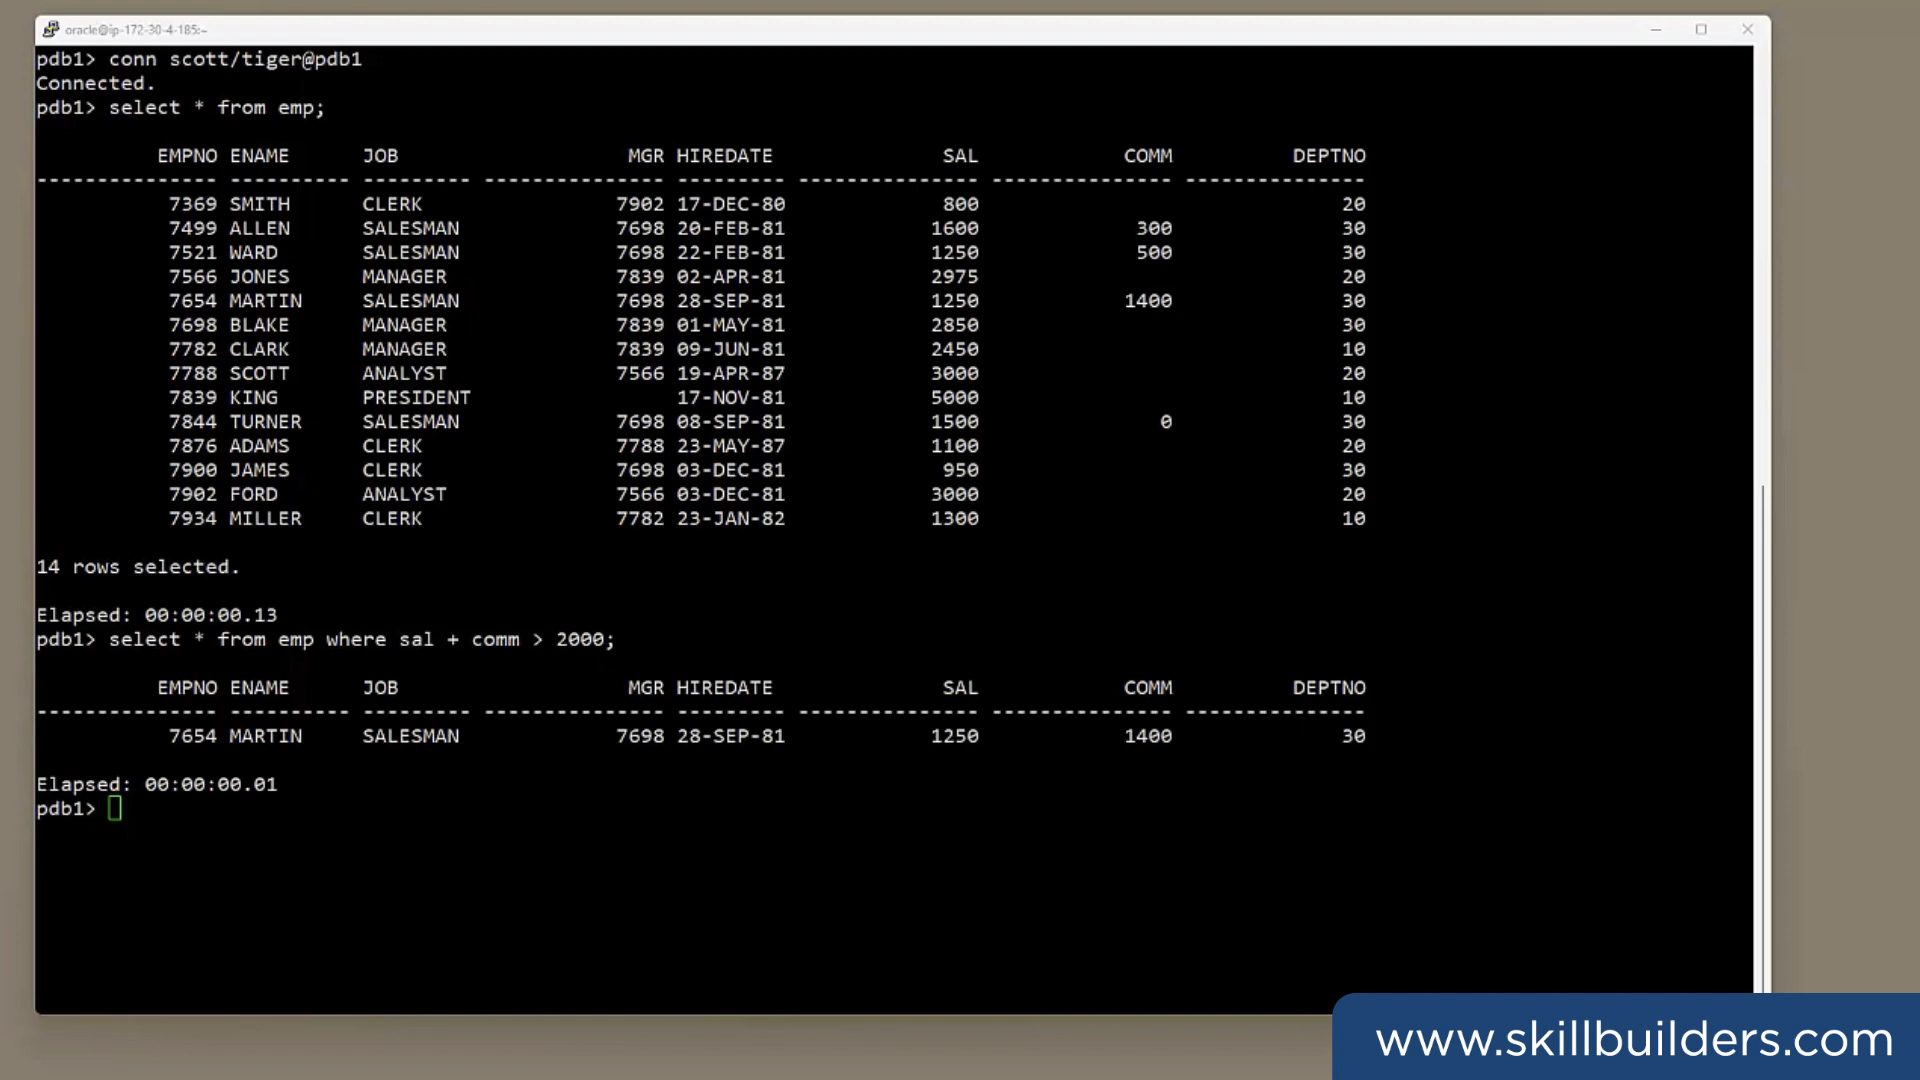 oracle@ip-172-30-4-185:~
pdb1> conn scott/tiger@pdb1
Connected.
pdb1> select * from emp;
EMPNO ENAME JOB MGR HIREDATE SAL COMM DEPTNO
--------------- ---------- --------- --------------- --------- --------------- --------------- ---------------
7369 SMITH CLERK 7902 17-DEC-80 800 20
7499 ALLEN SALESMAN 7698 20-FEB-81 1600 300 30
7521 WARD SALESMAN 7698 22-FEB-81 1250 500 30
7566 JONES MANAGER 7839 02-APR-81 2975 20
7654 MARTIN SALESMAN 7698 28-SEP-81 1250 1400 30
7698 BLAKE MANAGER 7839 01-MAY-81 2850 30
7782 CLARK MANAGER 7839 09-JUN-81 2450 10
7788 SCOTT ANALYST 7566 19-APR-87 3000 20
7839 KING PRESIDENT 17-NOV-81 5000 10
7844 TURNER SALESMAN 7698 08-SEP-81 1500 0 30
7876 ADAMS CLERK 7788 23-MAY-87 1100 20
7900 JAMES CLERK 7698 03-DEC-81 950 30
7902 FORD ANALYST 7566 03-DEC-81 3000 20
7934 MILLER CLERK 7782 23-JAN-82 1300 10
14 rows selected.
Elapsed: 00:00:00.13
pdb1> select * from emp where sal + comm > 2000;
EMPNO ENAME JOB MGR HIREDATE SAL COMM DEPTNO
--------------- ---------- --------- --------------- --------- --------------- --------------- ---------------
7654 MARTIN SALESMAN 7698 28-SEP-81 1250 1400 30
Elapsed: 00:00:00.01
pdb1>
www.skillbuilders.com